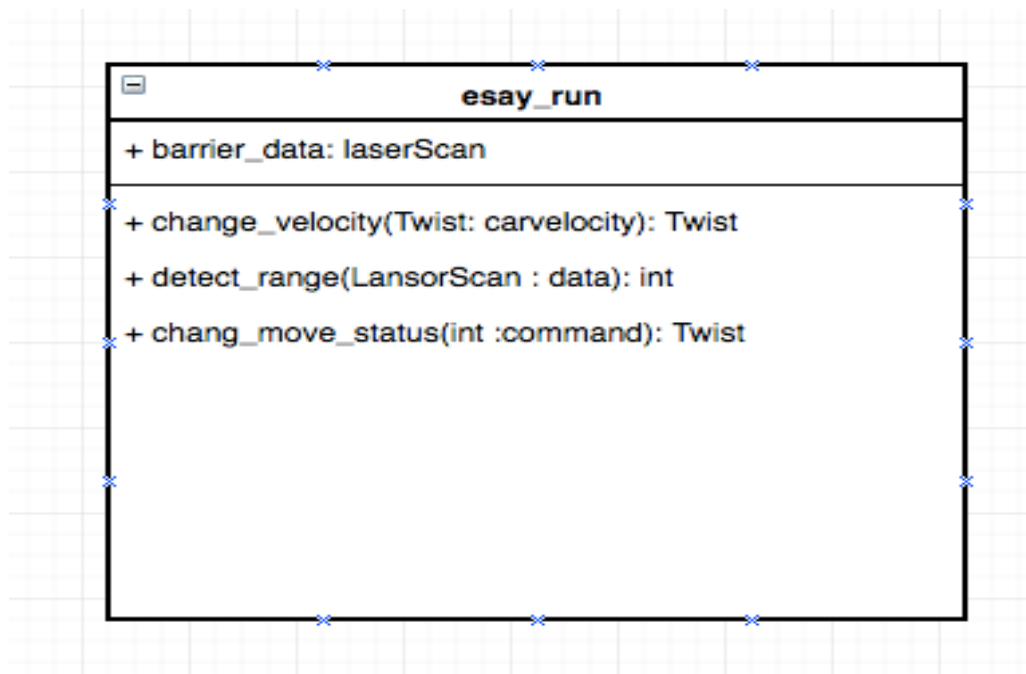 esay_run
+ barrier_data: laserScan
+ change_velocity(Twist: carvelocity): Twist
+ detect_range(LansorScan : data): int
+ chang_move_status(int :command): Twist